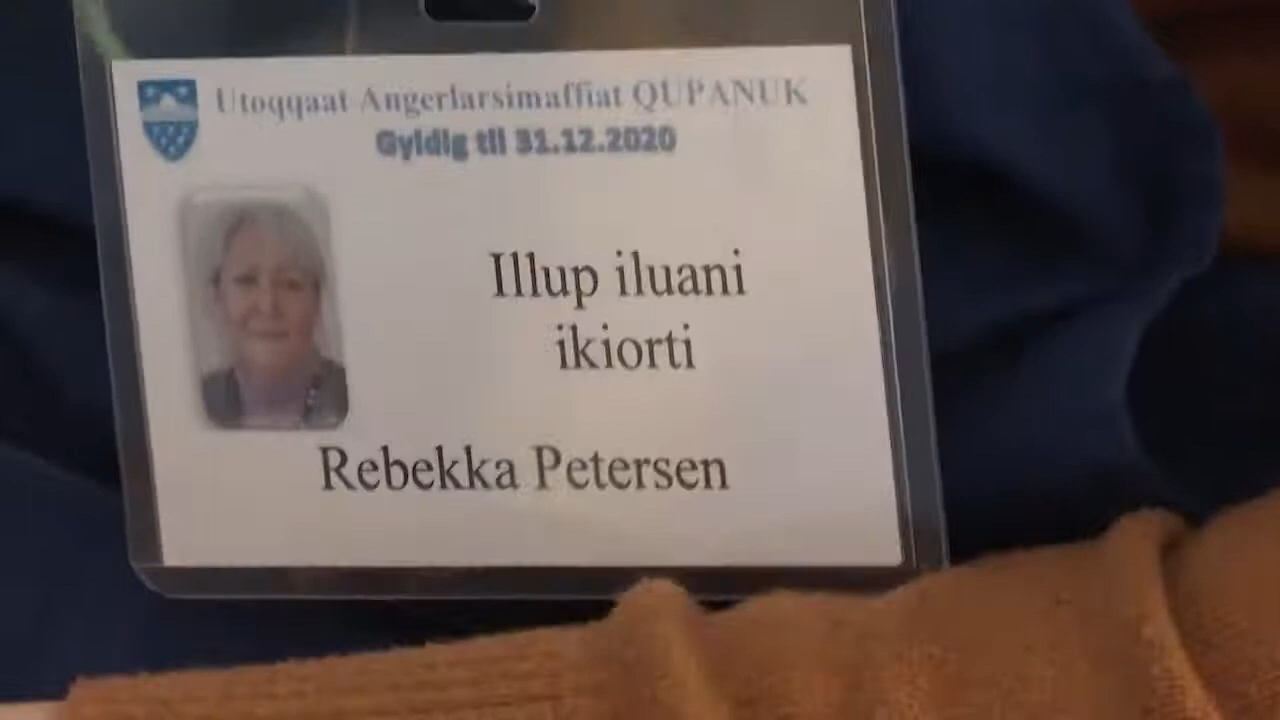 Utoqqaat Angerlarsimaffiat QUPANUK
Gyldig til 31.12.2020
Illup iluani
ikiorti
Rebekka Petersen